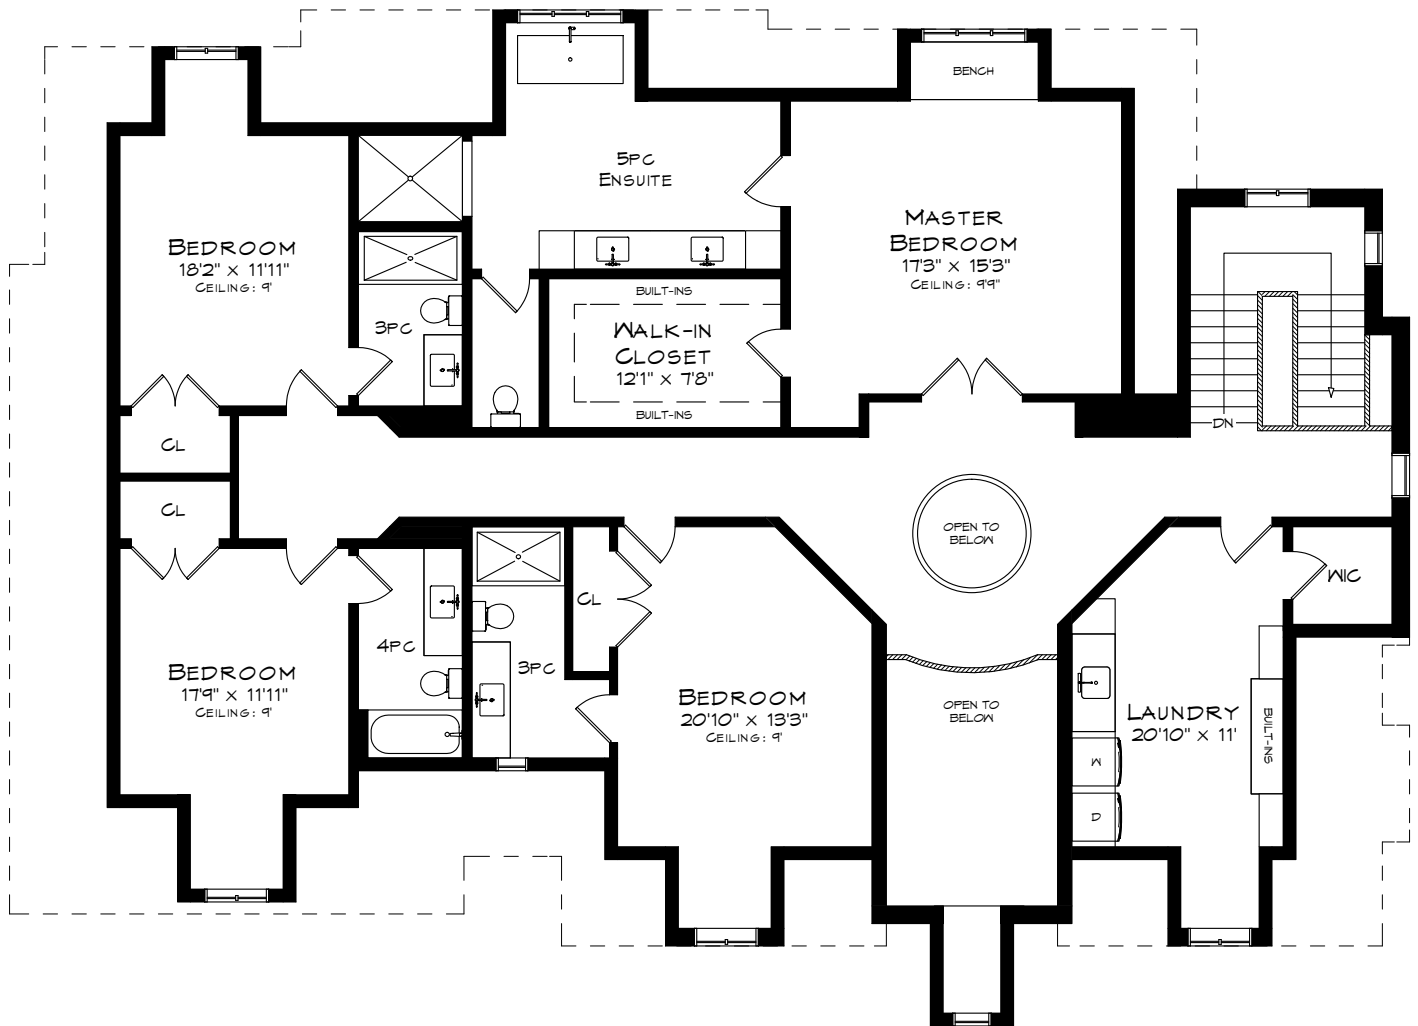 BENCH
5PC
ENSUITE
BEDROOM
18'2" x 11'11"
CEILING: 9'
MASTER
BEDROOM
17'3" x 15'3"
CEILING: 9'9"
BUILT-INS
3PC
WALK-IN
CLOSET
12'1" x 7'8"
BUILT-INS
DN
CL
CL
OPEN TO
BELOW
CL
WIC
4PC
3PC
BEDROOM
17'9" x 11'11"
CEILING: 9'
BEDROOM
20'10" x 13'3"
CEILING: 9'
OPEN TO
BELOW
LAUNDRY
20'10" x 11'
BUILT-INS
W
D